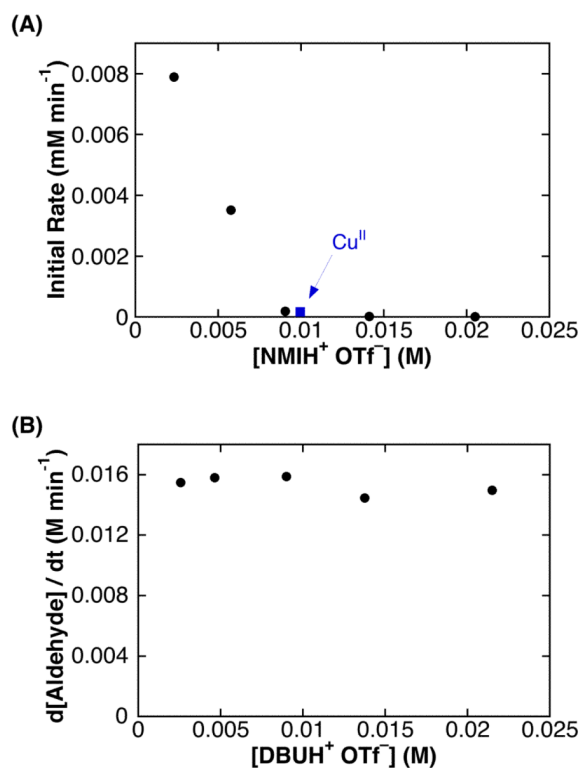 (A)
Initial Rate (mM min⁻¹)
0.008
0.006
0.004
0.002
0
Cuᴵᴵ
0 0.005 0.01 0.015 0.02 0.025
[NMIH⁺ OTf⁻] (M)
(B)
d[Aldehyde] / dt (M min⁻¹)
0.016
0.012
0.008
0.004
0
0 0.005 0.01 0.015 0.02 0.025
[DBUH⁺ OTf⁻] (M)